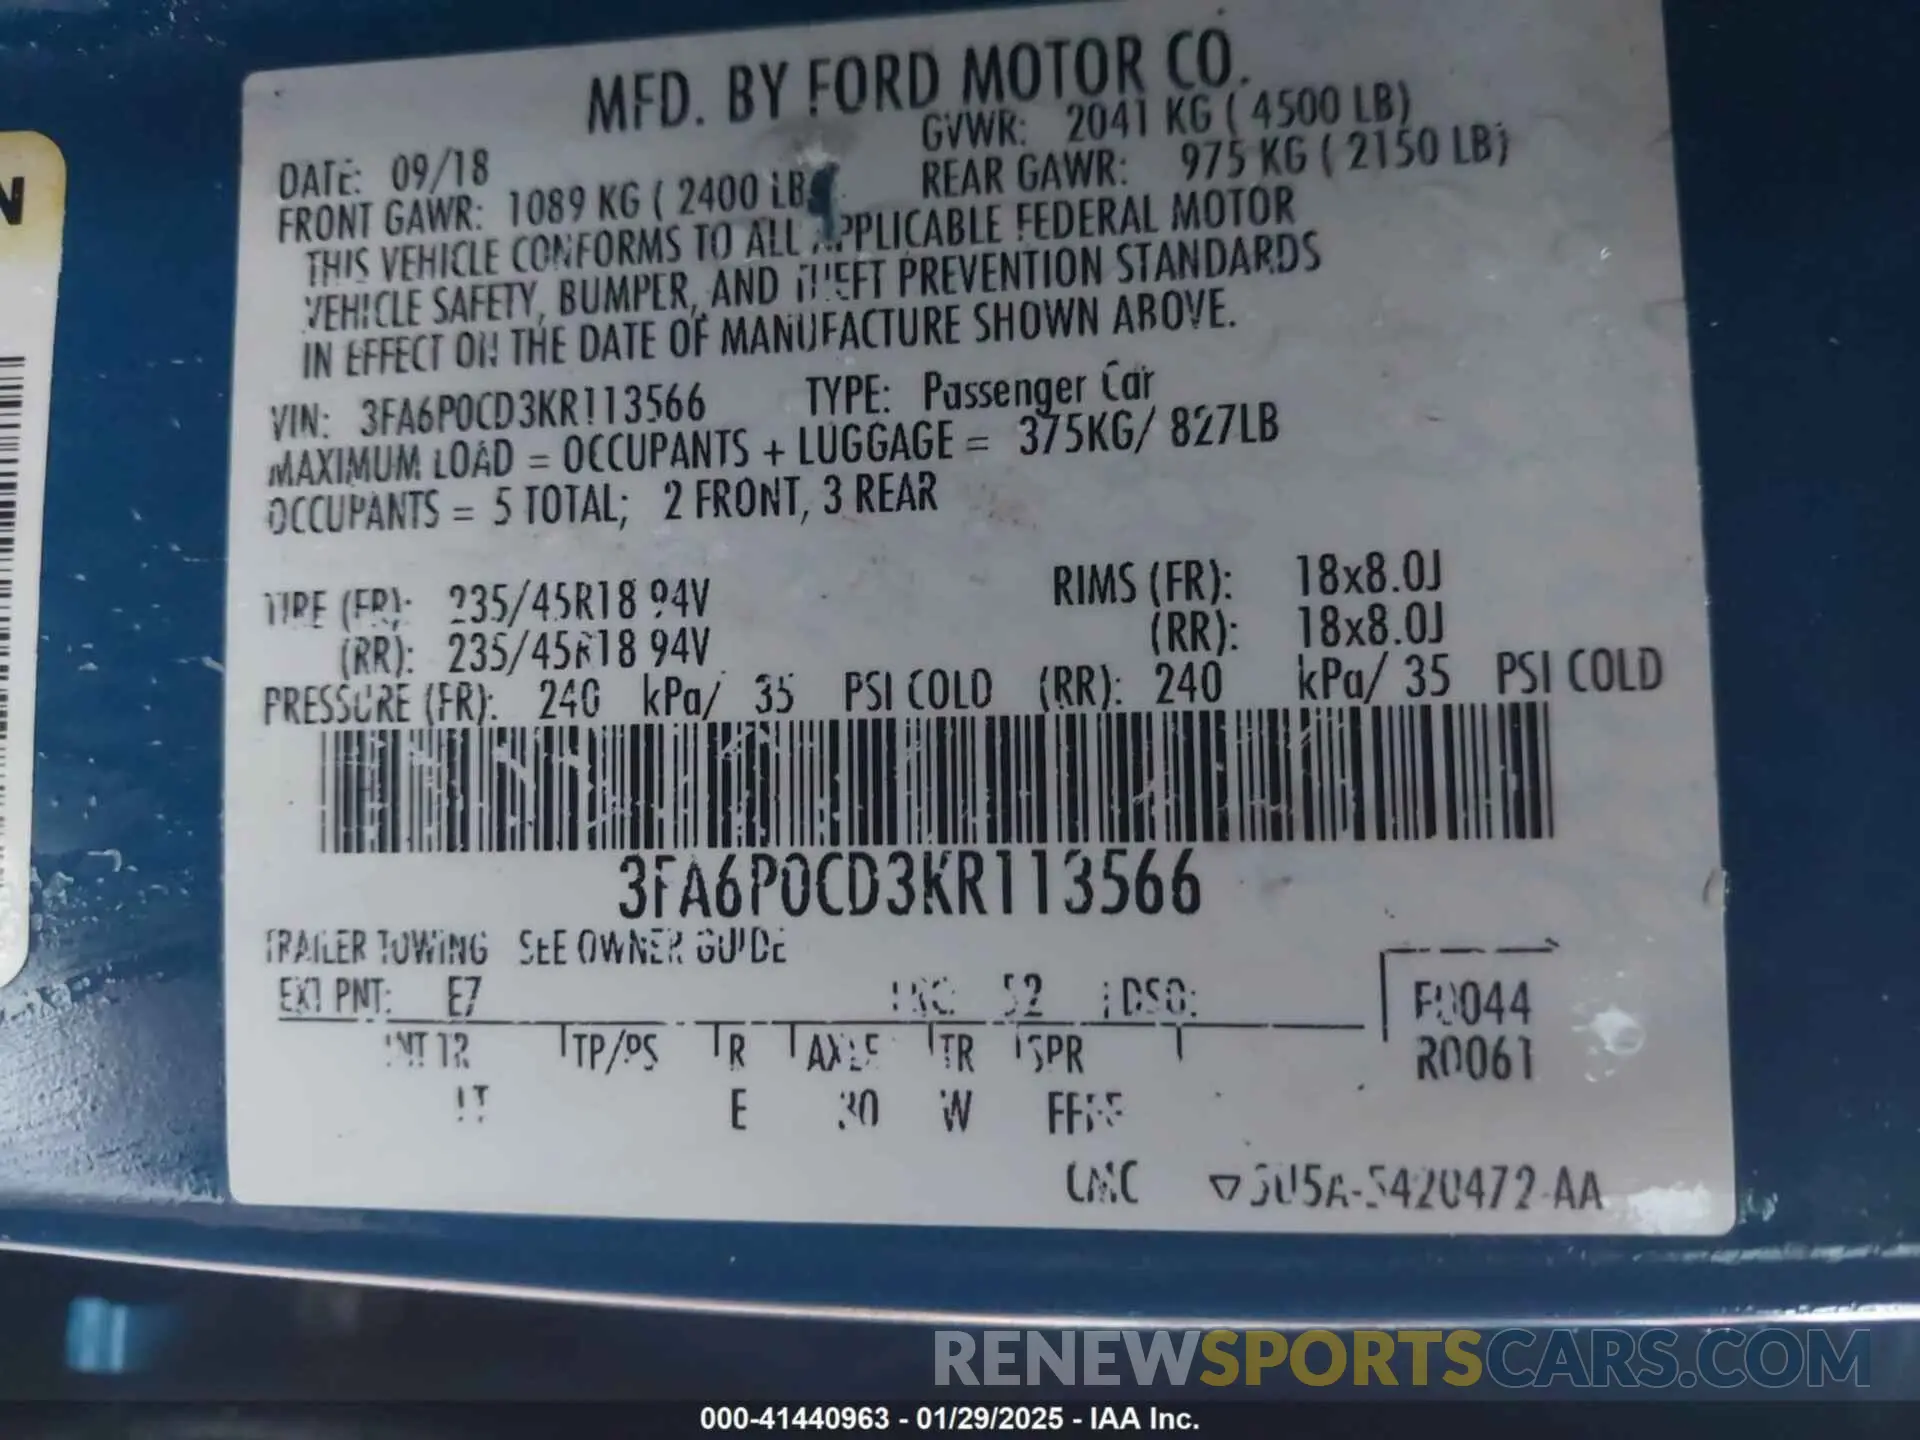 N
MFD. BY FORD MOTOR CO.
DATE: 09/18 GVWR: 2041 KG ( 4500 LB)
FRONT GAWR: 1089 KG ( 2400 LB REAR GAWR: 975 KG ( 2150 LB)
THIS VEHICLE CONFORMS TO ALL APPLICABLE FEDERAL MOTOR
VEHICLE SAFETY, BUMPER, AND THEFT PREVENTION STANDARDS
IN EFFECT ON THE DATE OF MANUFACTURE SHOWN ABOVE.
VIN: 3FA6P0CD3KR113566 TYPE: Passenger Car
MAXIMUM LOAD = OCCUPANTS + LUGGAGE = 375KG/ 827LB
OCCUPANTS = 5 TOTAL; 2 FRONT, 3 REAR
TIRE (FR): 235/45R18 94V RIMS (FR): 18x8.0J
(RR): 235/45R18 94V (RR): 18x8.0J
PRESSURE (FR): 240 kPa/ 35 PSI COLD (RR): 240 kPa/ 35 PSI COLD
3FA6P0CD3KR113566
TRAILER TOWING SEE OWNER GUIDE
EXT PNT: E7 52 DSO: F0044
INT TR TP/PS R AXLE TR SPR R0061
E W
5U5A-5420472-AA
RENEWSPORTSCARS.COM
000-41440963 - 01/29/2025 - IAA Inc.